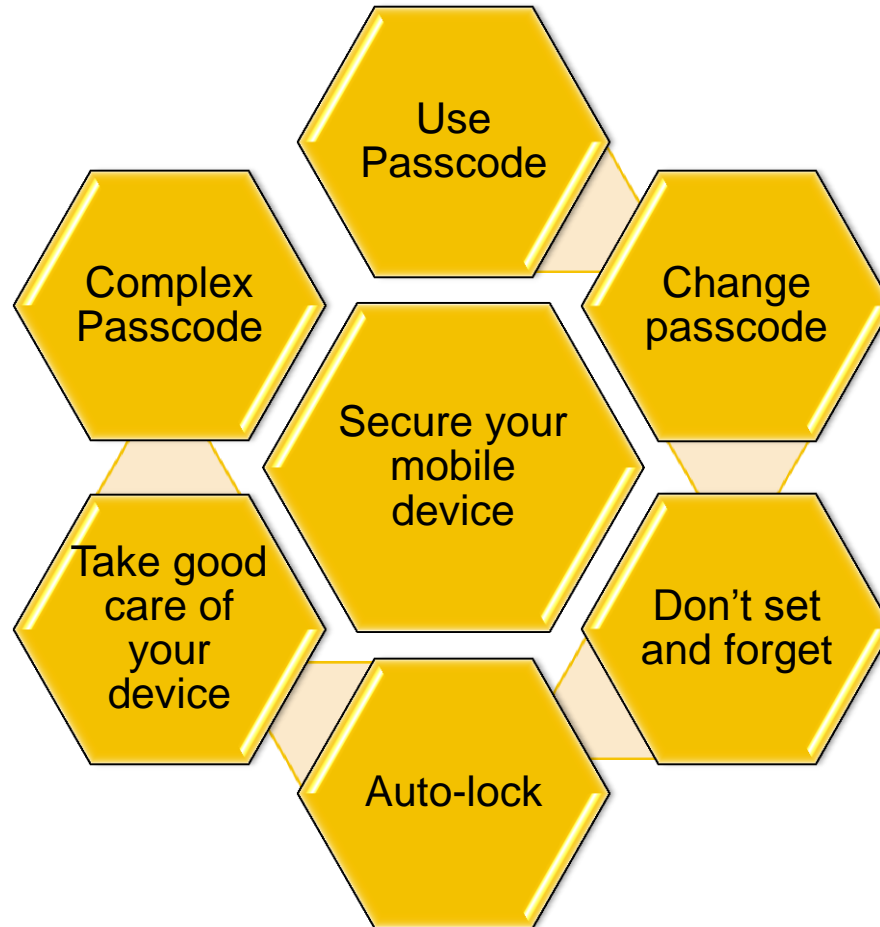 Use
Passcode
Complex
Passcode
Change
passcode
Secure your
mobile
device
Take good
care of
your
device
Don’t set
and forget
Auto-lock